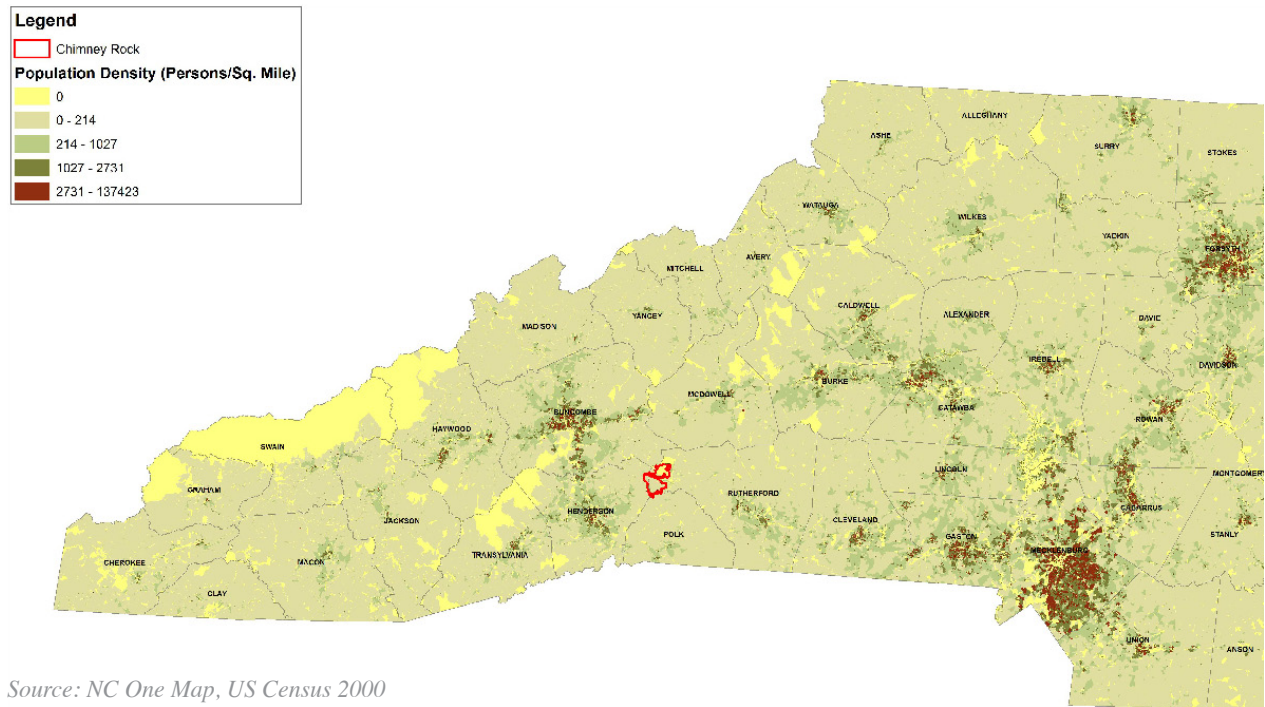 Legend
Chimney Rock
Population Density (Persons/Sq. Mile)
0
0 - 214
214 - 1027
1027 - 2731
2731 - 137423
ALLEGHANY
ASHE
SURRY
STOKES
WATAUGA
WILKES
YADKIN
FORSYTH
AVERY
MITCHELL
CALDWELL
ALEXANDER
DAVIE
YANCEY
MADISON
IREDELL
DAVIDSON
BURKE
MCDOWELL
CATAWBA
BUNCOMBE
ROWAN
HAYWOOD
SWAIN
LINCOLN
MONTGOMERY
GRAHAM
RUTHERFORD
CABARRUS
HENDERSON
JACKSON
CLEVELAND
POLK
GASTON
STANLY
MECKLENBURG
TRANSYLVANIA
MACON
CHEROKEE
CLAY
UNION
ANSON
Source: NC One Map, US Census 2000